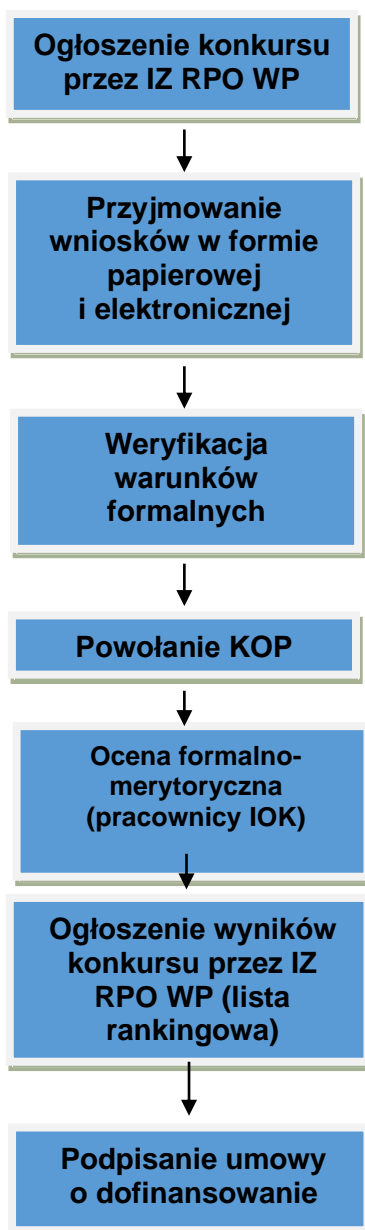 Ogłoszenie konkursu
przez IZ RPO WP
Przyjmowanie
wniosków w formie
papierowej
i elektronicznej
Weryfikacja
warunków
formalnych
Powołanie KOP
Ocena formalno-
merytoryczna
(pracownicy IOK)
Ogłoszenie wyników
konkursu przez IZ
RPO WP (lista
rankingowa)
Podpisanie umowy
o dofinansowanie